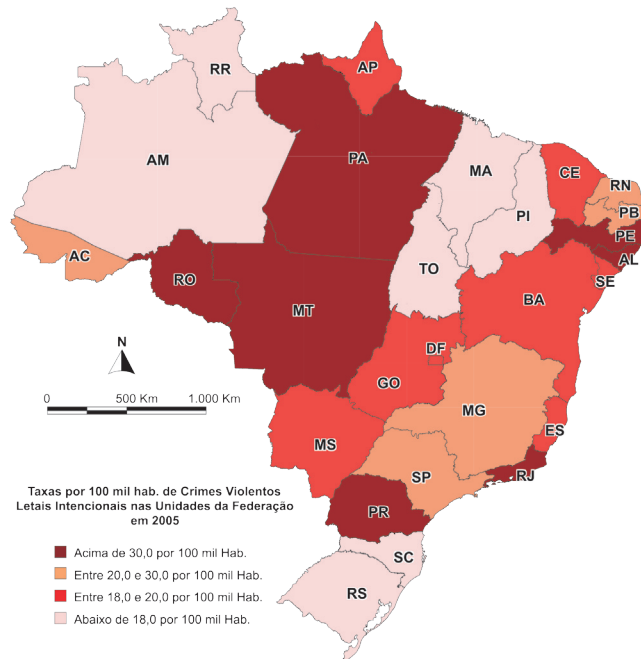 RR
AP
AM
PA
MA
CE
RN
PB
PI
PE
AL
AC
RO
TO
SE
BA
MT
DF
N
GO
0 500 Km 1.000 Km
MG
ES
MS
SP
RJ
Taxas por 100 mil hab. de Crimes Violentos
Letais Intencionais nas Unidades da Federação
em 2005
PR
Acima de 30,0 por 100 mil Hab.
SC
Entre 20,0 e 30,0 por 100 mil Hab.
Entre 18,0 e 20,0 por 100 mil Hab.
RS
Abaixo de 18,0 por 100 mil Hab.